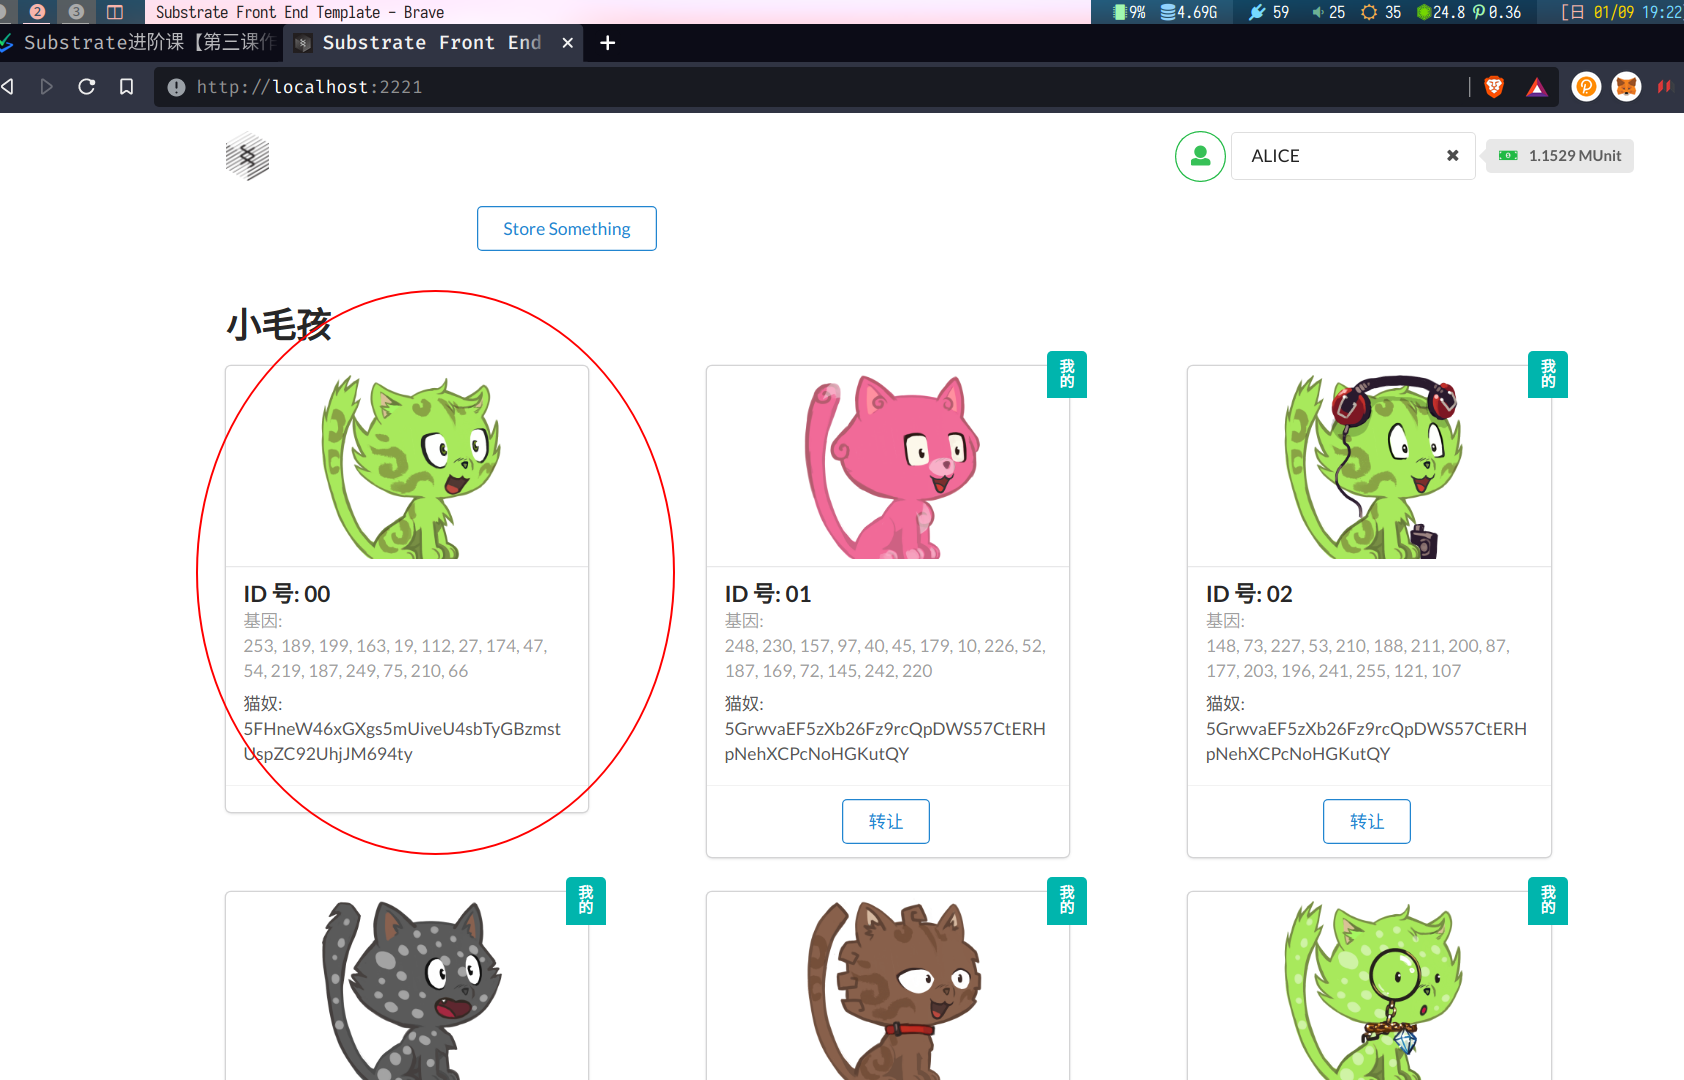 2
3
Substrate Front End Template - Brave
9%
4.69G
59
25
35
24.8
0.36
[日 01/09 19:22
Substrate进阶课【第三课作
Substrate Front End
http://localhost:2221
ALICE
1.1529 MUnit
Store Something
小毛孩
我的
我的
ID 号: 00
基因:
253, 189, 199, 163, 19, 112, 27, 174, 47,
54, 219, 187, 249, 75, 210, 66
猫奴:
5FHneW46xGXgs5mUiveU4sbTyGBzmst
UspZC92UhjJM694ty
ID 号: 01
基因:
248, 230, 157, 97, 40, 45, 179, 10, 226, 52,
187, 169, 72, 145, 242, 220
猫奴:
5GrwvaEF5zXb26Fz9rcQpDWS57CtERH
pNehXCPcNoHGKutQY
转让
ID 号: 02
基因:
148, 73, 227, 53, 210, 188, 211, 200, 87,
177, 203, 196, 241, 255, 121, 107
猫奴:
5GrwvaEF5zXb26Fz9rcQpDWS57CtERH
pNehXCPcNoHGKutQY
转让
我的
我的
我的